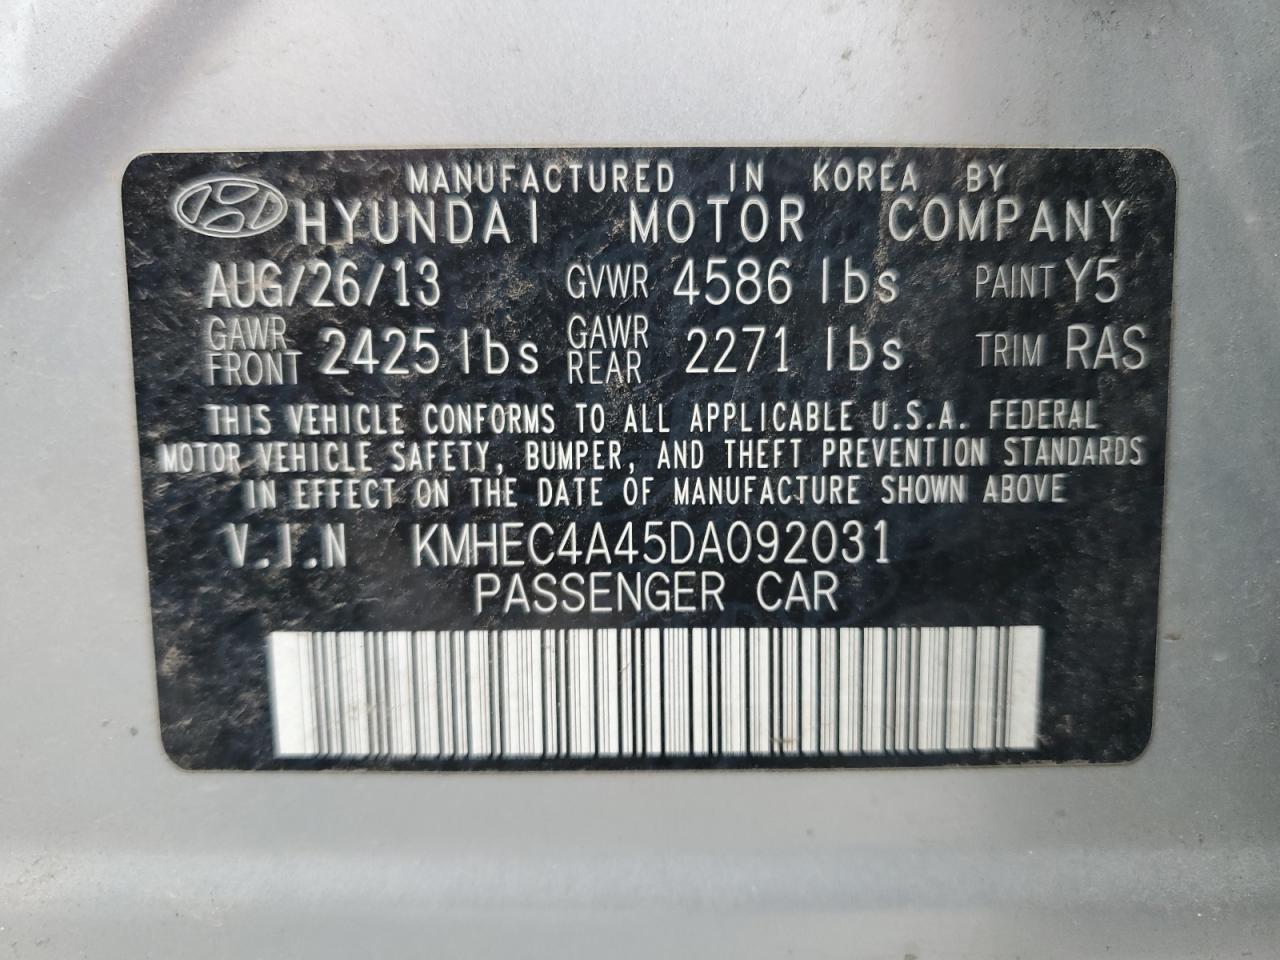 MANUFACTURED IN KOREA BY
HYUNDAI MOTOR COMPANY
AUG/26/13 GVWR 4586 lbs PAINT Y5
GAWR FRONT 2425 lbs GAWR REAR 2271 lbs TRIM RAS
THIS VEHICLE CONFORMS TO ALL APPLICABLE U.S.A. FEDERAL
MOTOR VEHICLE SAFETY, BUMPER, AND THEFT PREVENTION STANDARDS
IN EFFECT ON THE DATE OF MANUFACTURE SHOWN ABOVE
V.I.N KMHEC4A45DA092031
PASSENGER CAR